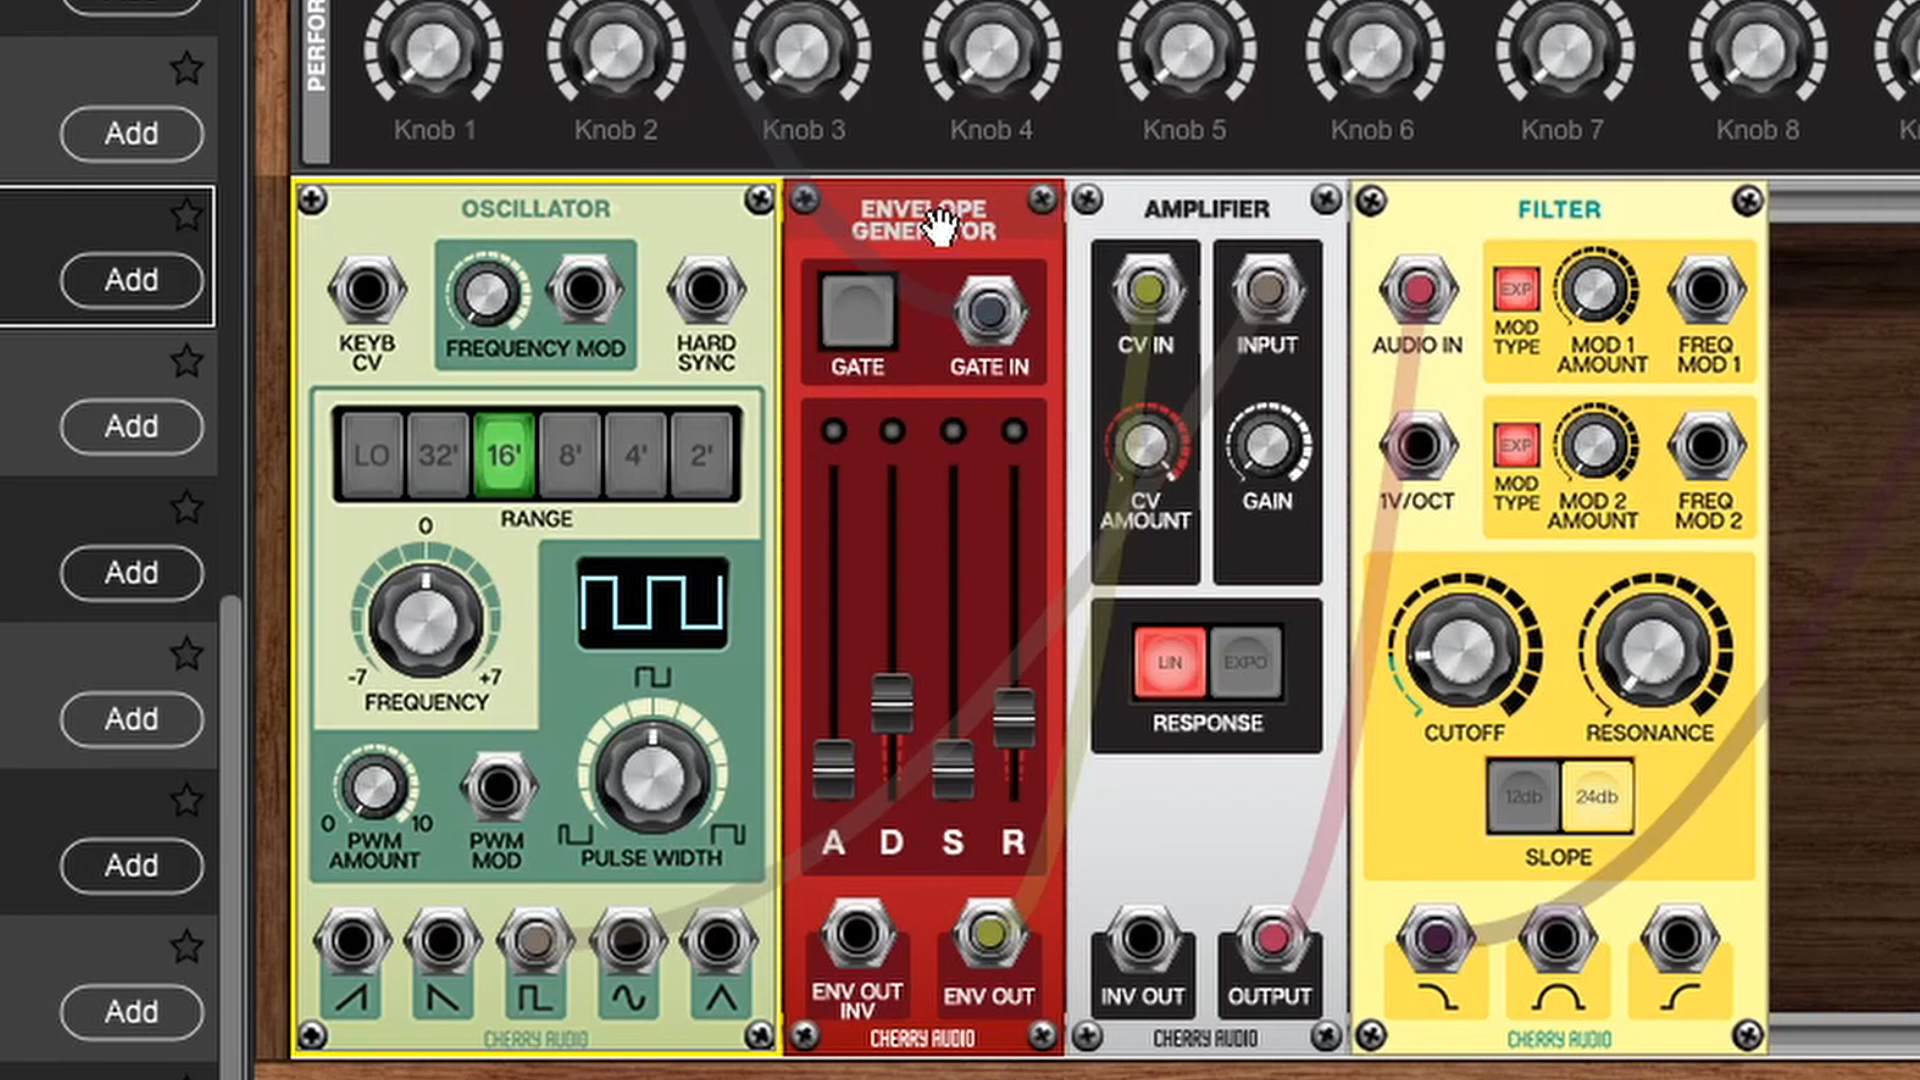 PERFOR
Knob 1
Knob 2
Knob 3
Knob 4
Knob 5
Knob 6
Knob 7
Knob 8
Add
Add
Add
Add
Add
Add
Add
OSCILLATOR
KEYB
CV
FREQUENCY MOD
HARD
SYNC
LO
32'
16'
8'
4'
2'
RANGE
0
-7
+7
FREQUENCY
0
10
PWM
AMOUNT
PWM
MOD
PULSE WIDTH
CHERRY AUDIO
ENVELOPE
GENERATOR
GATE
GATE IN
A
D
S
R
ENV OUT
INV
ENV OUT
CHERRY AUDIO
AMPLIFIER
CV IN
INPUT
CV
AMOUNT
GAIN
LIN
EXPO
RESPONSE
INV OUT
OUTPUT
CHERRY AUDIO
FILTER
AUDIO IN
EXP
MOD
TYPE
MOD 1
AMOUNT
FREQ
MOD 1
1V/OCT
EXP
MOD
TYPE
MOD 2
AMOUNT
FREQ
MOD 2
CUTOFF
RESONANCE
12db
24db
SLOPE
CHERRY AUDIO